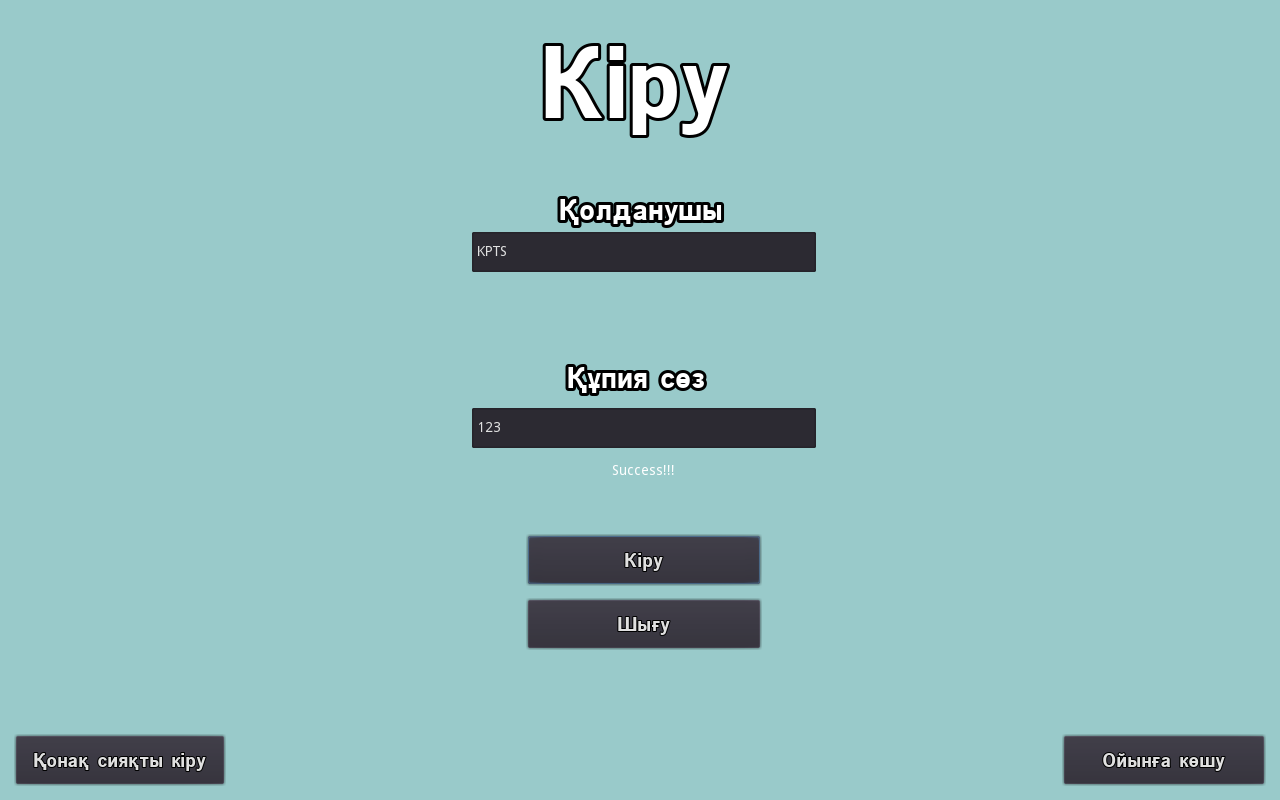 Кіру
Қолданушы
KPTS
Құпия сөз
123
Success!!!
Кіру
Шығу
Қонақ сияқты кіру
Ойынға көшу